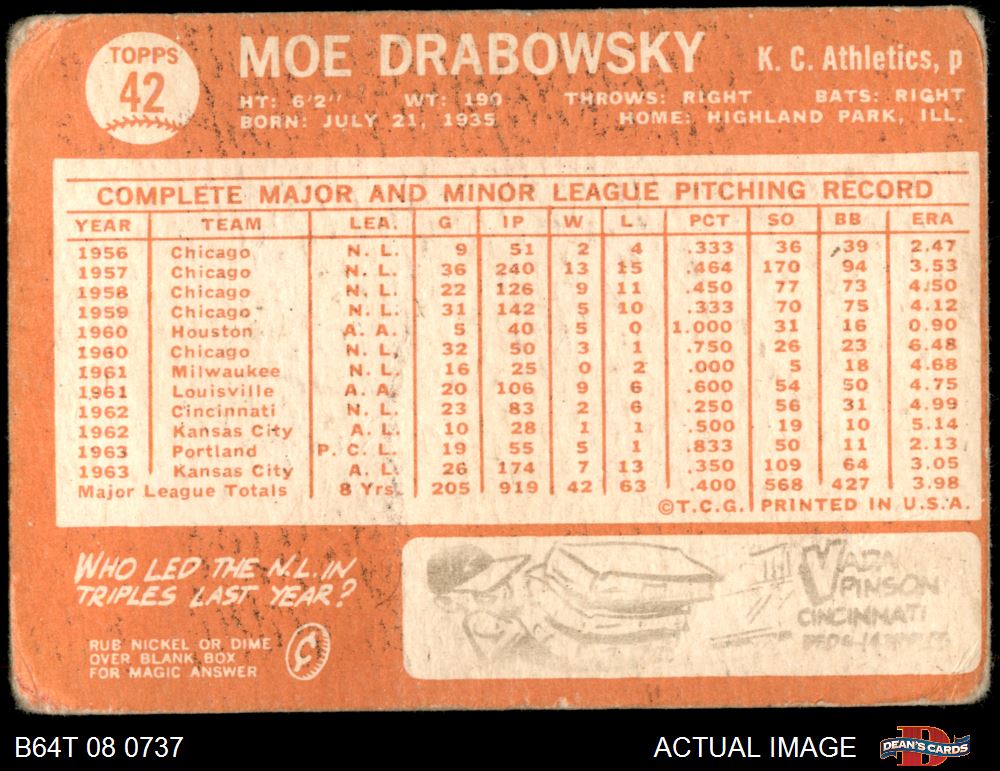 TOPPS
42
MOE DRABOWSKY
K. C. Athletics, p
HT: 6'2" WT: 190 THROWS: RIGHT BATS: RIGHT
BORN: JULY 21, 1935 HOME: HIGHLAND PARK, ILL.
COMPLETE MAJOR AND MINOR LEAGUE PITCHING RECORD
YEAR TEAM LEA. G IP W L PCT SO BB ERA
1956 Chicago N. L. 9 51 2 4 .333 36 39 2.47
1957 Chicago N. L. 36 240 13 15 .464 170 94 3.53
1958 Chicago N. L. 22 126 9 11 .450 77 73 4.50
1959 Chicago N. L. 31 142 5 10 .333 70 75 4.12
1960 Houston A. A. 5 40 5 0 1.000 31 16 0.90
1960 Chicago N. L. 32 50 3 1 .750 26 23 6.48
1961 Milwaukee N. L. 16 25 0 2 .000 5 18 4.68
1961 Louisville A. A. 20 106 9 6 .600 54 50 4.75
1962 Cincinnati N. L. 23 83 2 6 .250 56 31 4.99
1962 Kansas City A. L. 10 28 1 1 .500 19 10 5.14
1963 Portland P. C. L. 19 55 5 1 .833 50 11 2.13
1963 Kansas City A. L. 26 174 7 13 .350 109 64 3.05
Major League Totals 8 Yrs. 205 919 42 63 .400 568 427 3.98
©T.C.G. PRINTED IN U.S.A.
WHO LED THE N.L. IN
TRIPLES LAST YEAR?
RUB NICKEL OR DIME
OVER BLANK BOX
FOR MAGIC ANSWER
VADA
PINSON
CINCINNATI
B64T 08 0737
ACTUAL IMAGE
DEAN'S CARDS